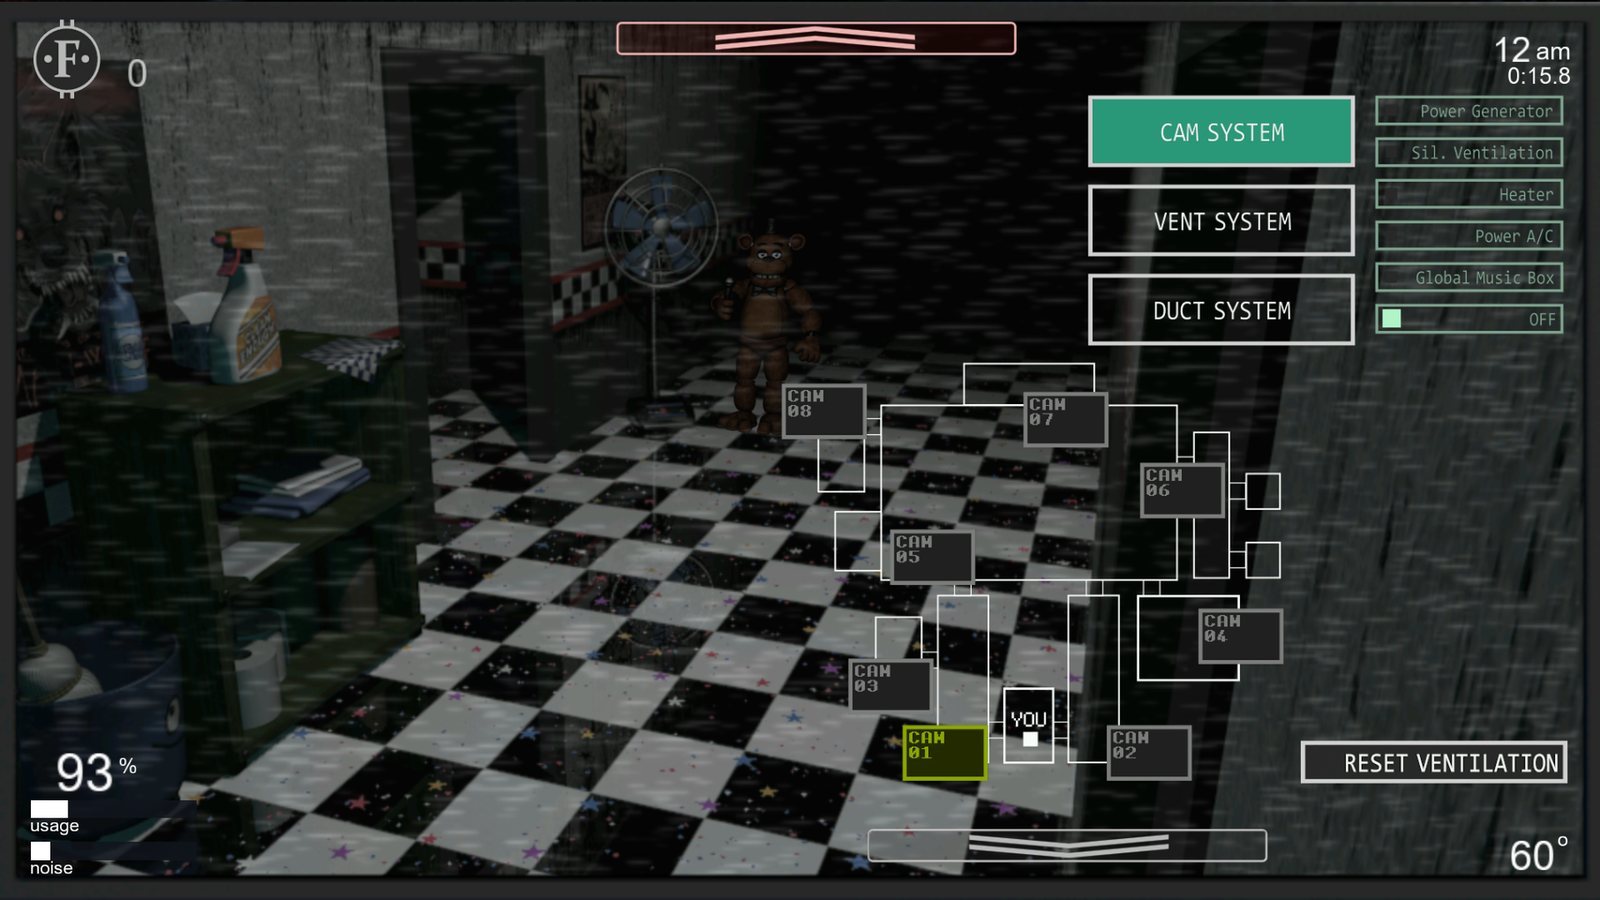 F
0
12 am
0:15.8
CAM SYSTEM
VENT SYSTEM
DUCT SYSTEM
Power Generator
Sil. Ventilation
Heater
Power A/C
Global Music Box
OFF
CAM
08
CAM
07
CAM
06
CAM
05
CAM
04
CAM
03
YOU
CAM
01
CAM
02
RESET VENTILATION
93 %
usage
noise
60°